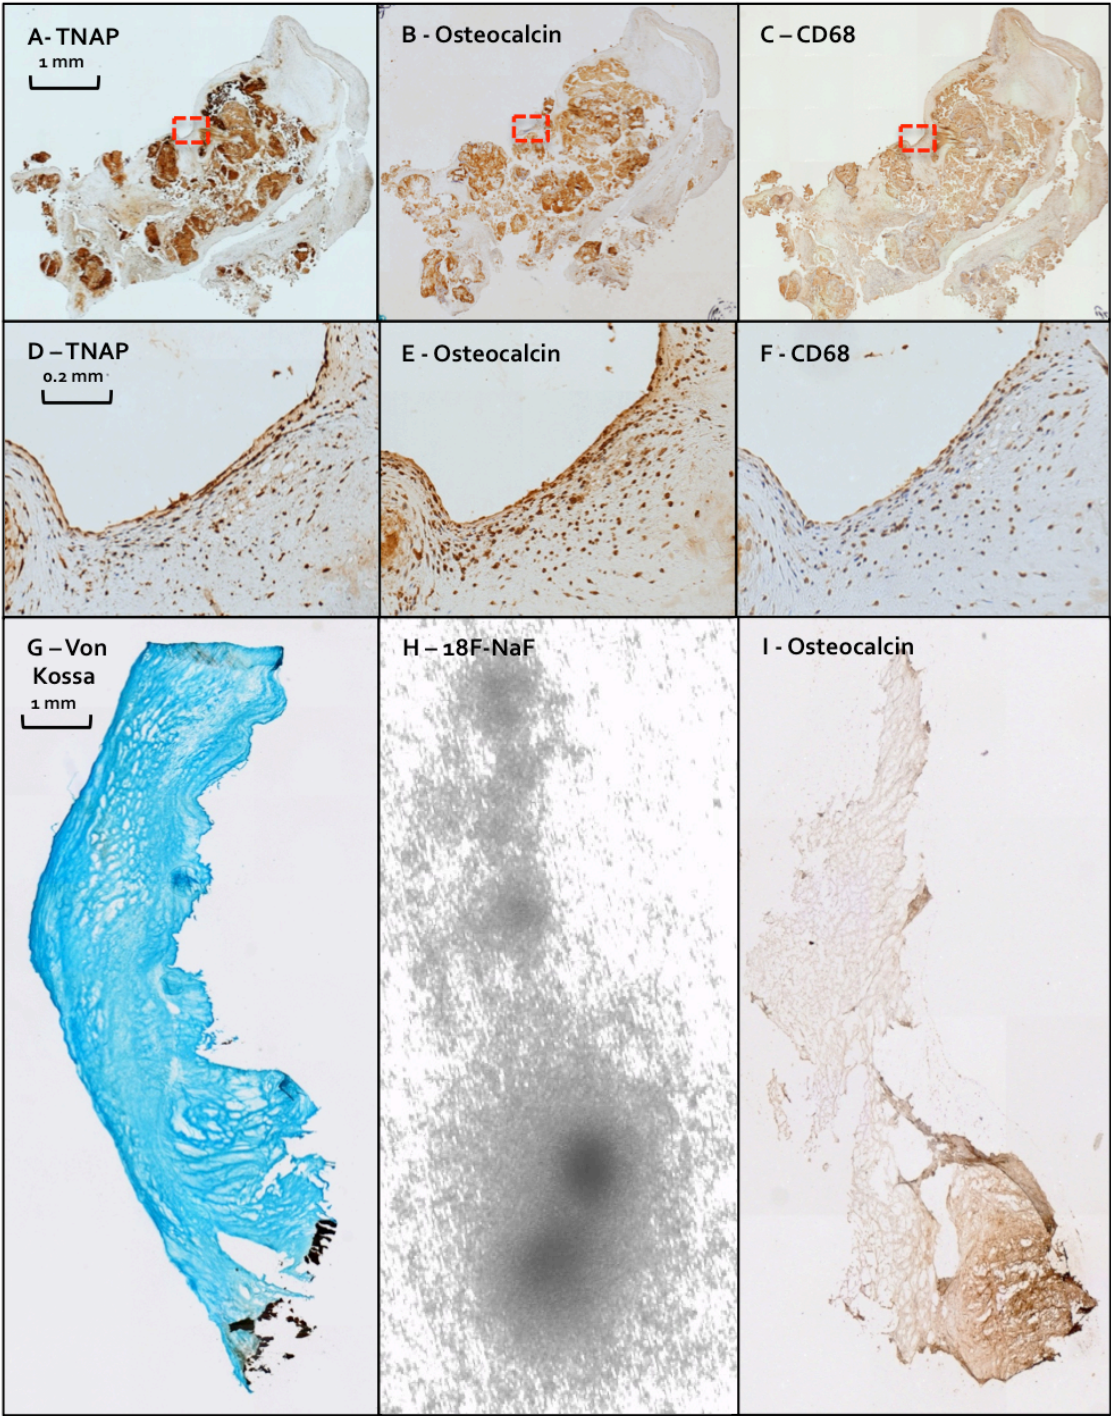 A- TNAP
1 mm
B - Osteocalcin
C – CD68
D – TNAP
0.2 mm
E - Osteocalcin
F - CD68
G – Von
Kossa
1 mm
H – 18F-NaF
I - Osteocalcin